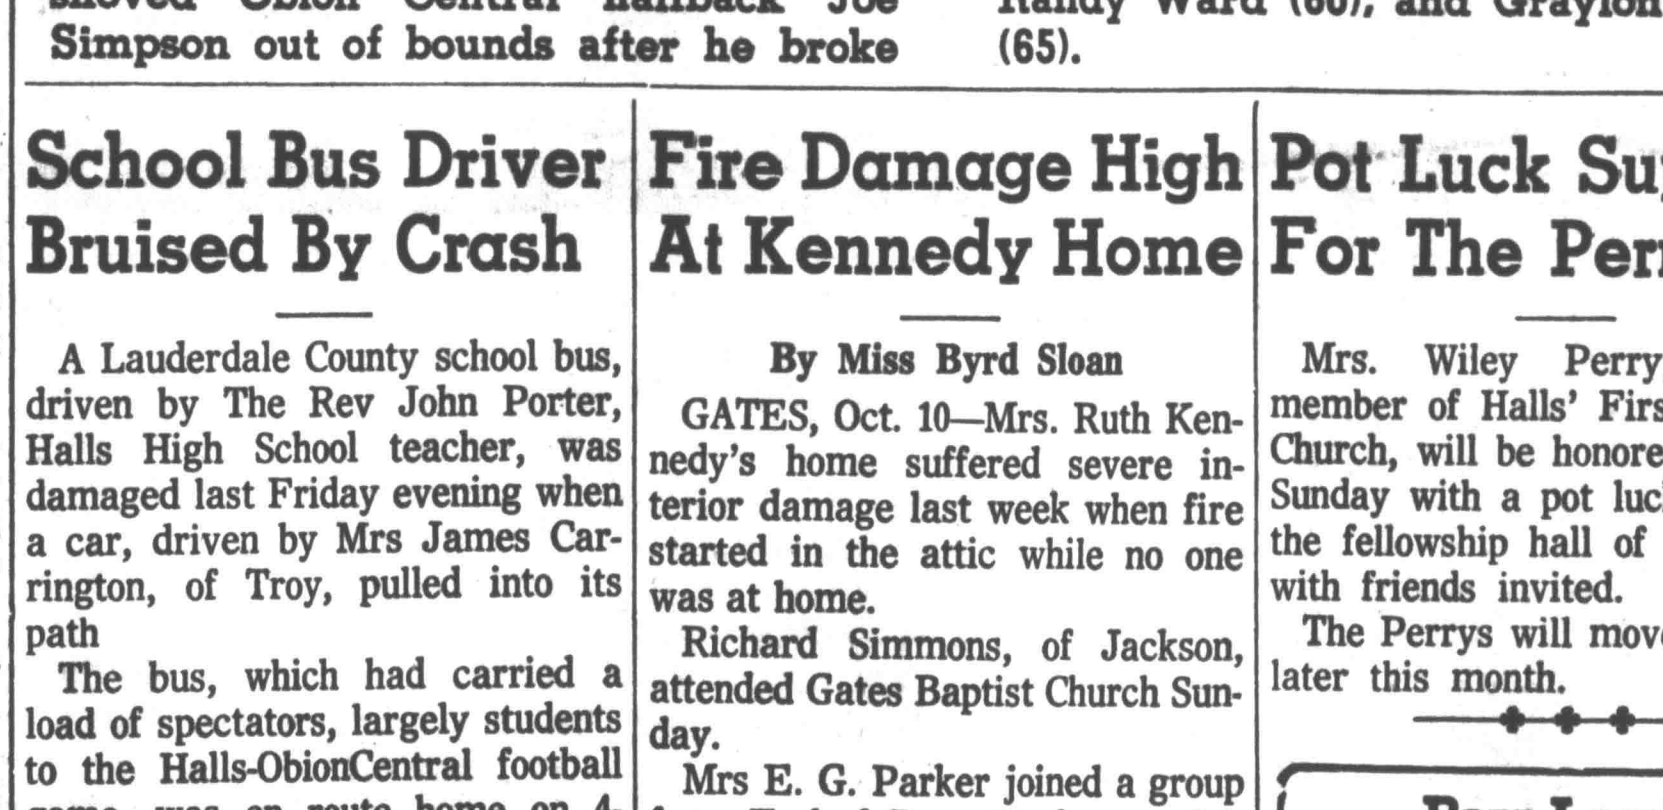 Simpson out of bounds after he broke
(65).
School Bus Driver
Bruised By Crash
A Lauderdale County school bus,
driven by The Rev John Porter,
Halls High School teacher, was
damaged last Friday evening when
a car, driven by Mrs James Car-
rington, of Troy, pulled into its
path
The bus, which had carried a
load of spectators, largely students
to the Halls-ObionCentral football
Fire Damage High
At Kennedy Home
By Miss Byrd Sloan
GATES, Oct. 10—Mrs. Ruth Ken-
nedy's home suffered severe in-
terior damage last week when fire
started in the attic while no one
was at home.
Richard Simmons, of Jackson,
attended Gates Baptist Church Sun-
day.
Mrs E. G. Parker joined a group
Pot Luck Su
For The Per
Mrs. Wiley Perry
member of Halls' Firs
Church, will be honore
Sunday with a pot luc
the fellowship hall of
with friends invited.
The Perrys will mov
later this month.